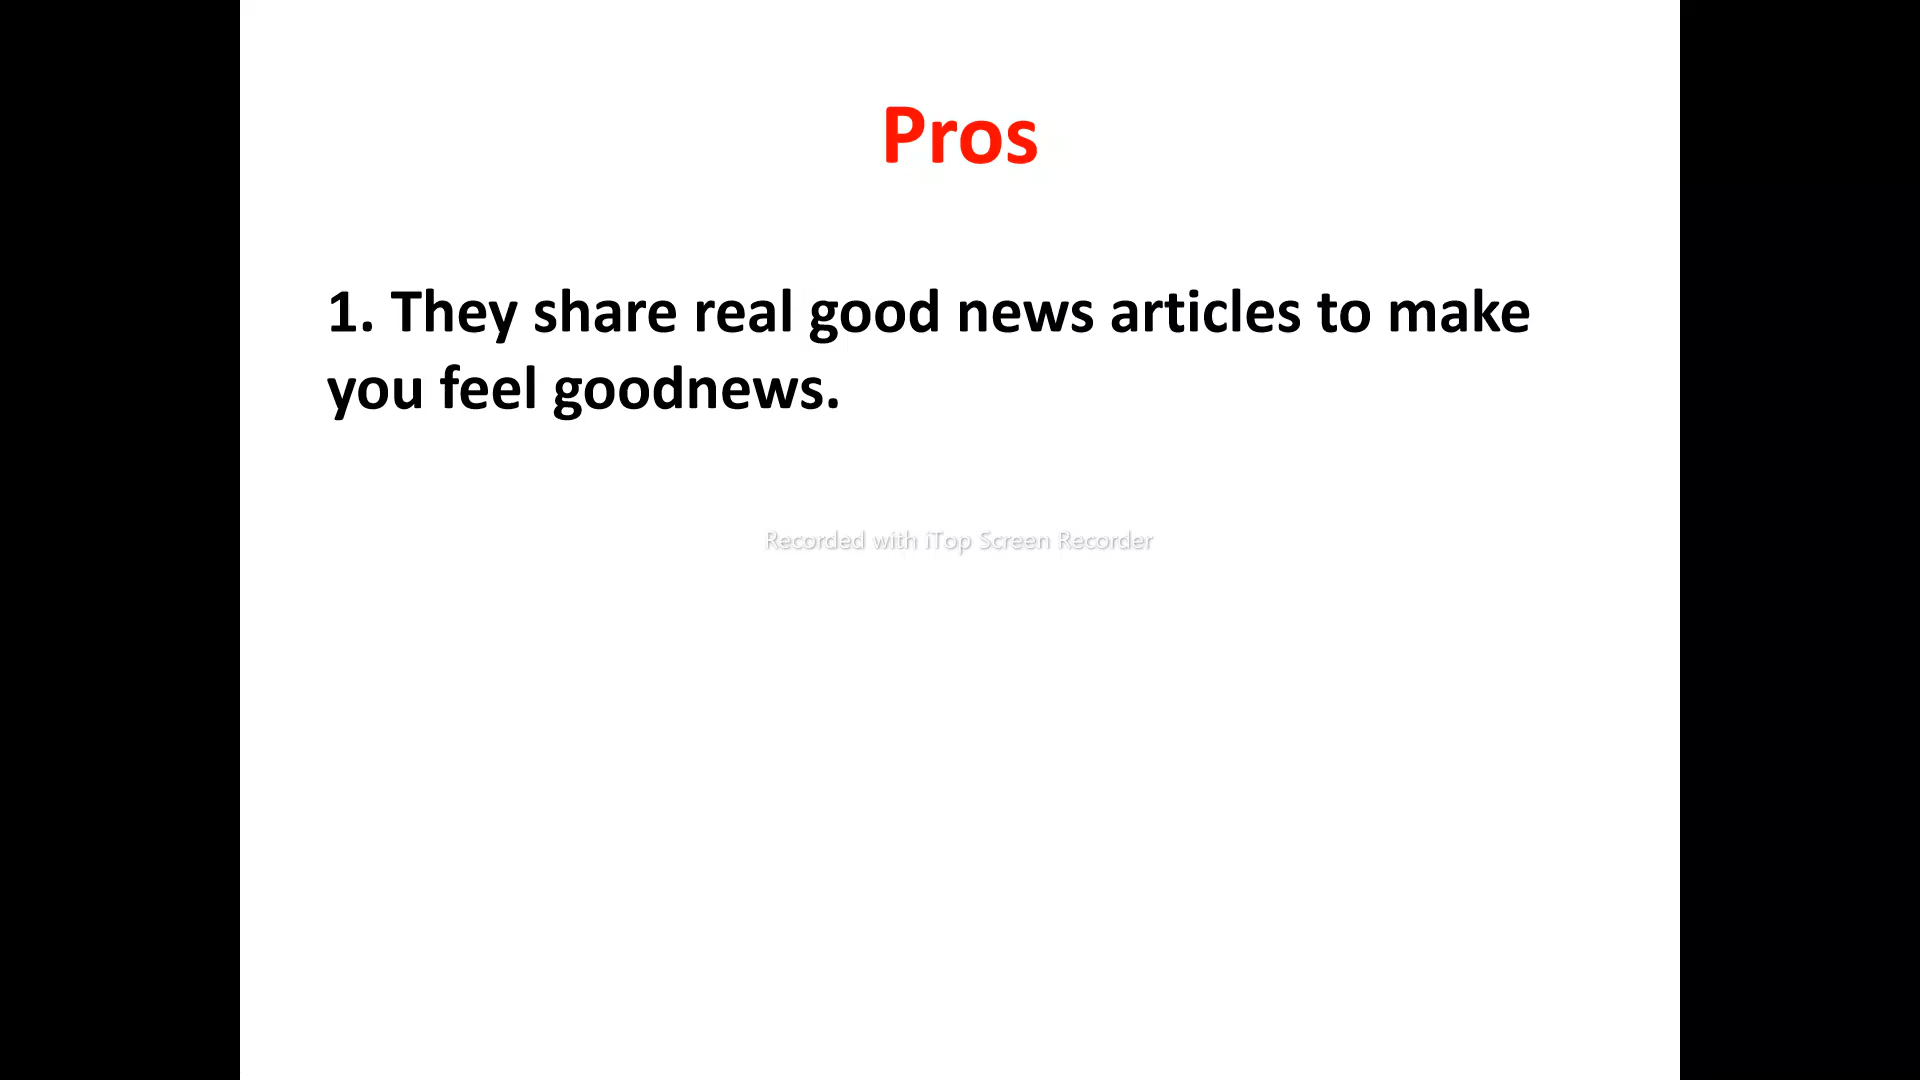 Pros
1. They share real good news articles to make
you feel goodnews.
Recorded with iTop Screen Recorder